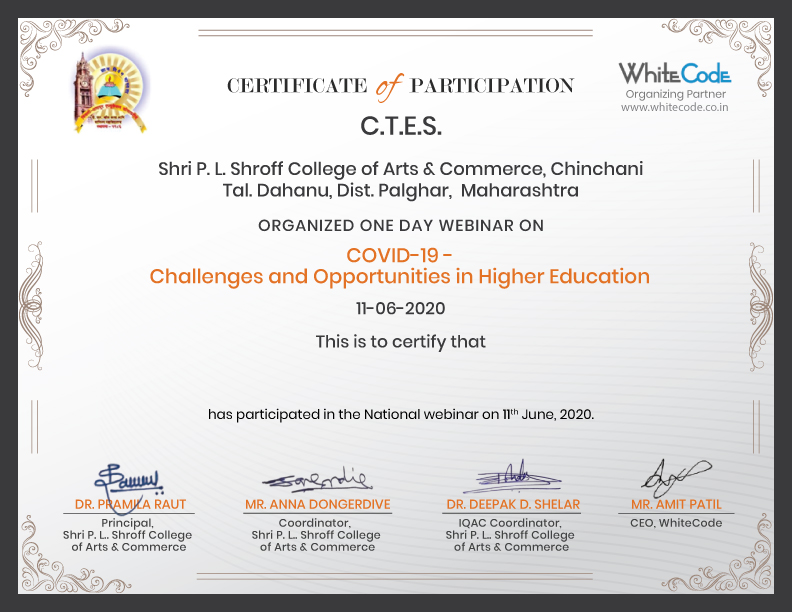 CERTIFICATE of PARTICIPATION
WhiteCode
Organizing Partner
www.whitecode.co.in
C.T.E.S.
Shri P. L. Shroff College of Arts & Commerce, Chinchani
Tal. Dahanu, Dist. Palghar, Maharashtra
ORGANIZED ONE DAY WEBINAR ON
COVID-19 -
Challenges and Opportunities in Higher Education
11-06-2020
This is to certify that
has participated in the National webinar on 11th June, 2020.
DR. PRAMILA RAUT
Principal,
Shri P. L. Shroff College
of Arts & Commerce
MR. ANNA DONGERDIVE
Coordinator,
Shri P. L. Shroff College
of Arts & Commerce
DR. DEEPAK D. SHELAR
IQAC Coordinator,
Shri P. L. Shroff College
of Arts & Commerce
MR. AMIT PATIL
CEO, WhiteCode